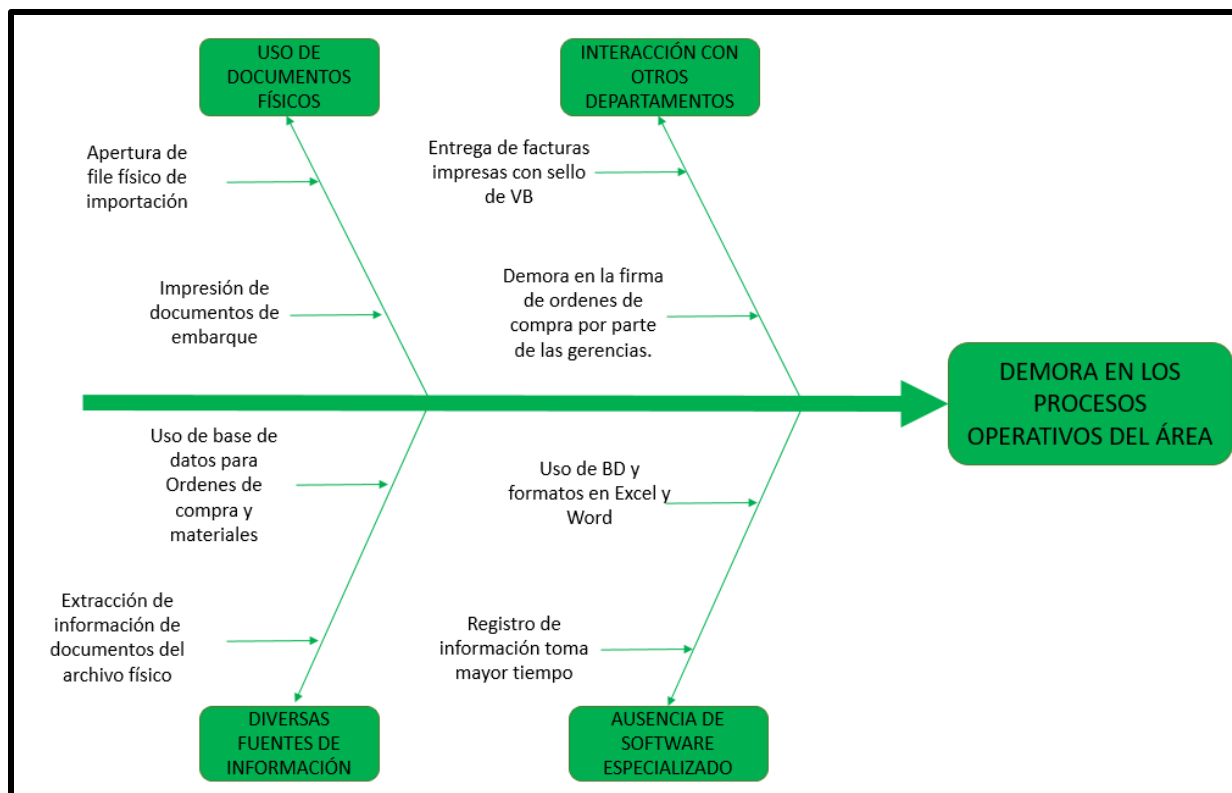 USO DE
DOCUMENTOS
FÍSICOS
INTERACCIÓN CON
OTROS
DEPARTAMENTOS
Apertura de
file físico de
importación
Entrega de facturas
impresas con sello
de VB
Impresión de
documentos de
embarque
Demora en la firma
de ordenes de
compra por parte
de las gerencias.
DEMORA EN LOS
PROCESOS
OPERATIVOS DEL ÁREA
Uso de base de
datos para
Ordenes de
compra y
materiales
Uso de BD y
formatos en Excel y
Word
Extracción de
información de
documentos del
archivo físico
Registro de
información toma
mayor tiempo
DIVERSAS
FUENTES DE
INFORMACIÓN
AUSENCIA DE
SOFTWARE
ESPECIALIZADO